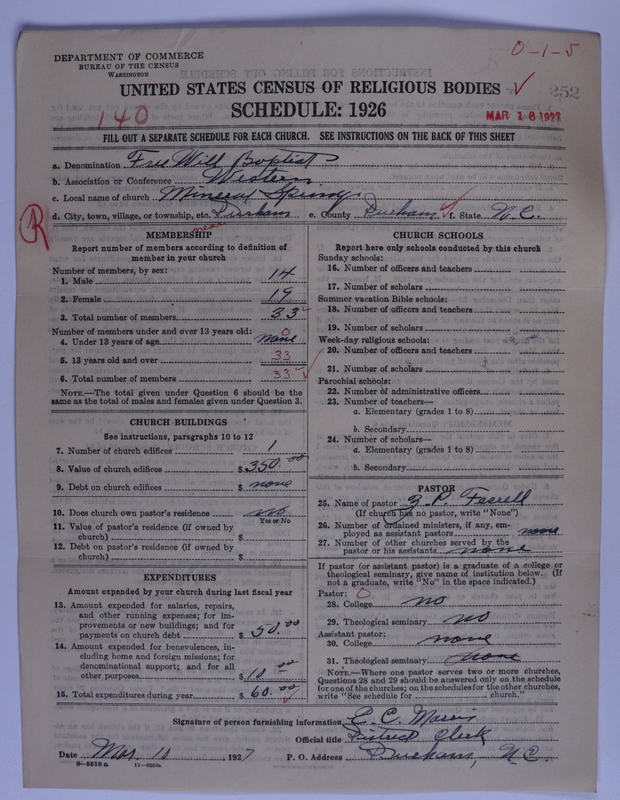 0-1-5
DEPARTMENT OF COMMERCE
BUREAU OF THE CENSUS
WASHINGTON
UNITED STATES CENSUS OF RELIGIOUS BODIES ✓
252
140
SCHEDULE: 1926
MAR 16 1927
FILL OUT A SEPARATE SCHEDULE FOR EACH CHURCH. SEE INSTRUCTIONS ON THE BACK OF THIS SHEET
a. Denomination Free Will Baptist
b. Association or Conference Western
c. Local name of church Mineral Springs
d. City, town, village, or township, etc. Durham e. County Durham f. State N.C.
near
R
MEMBERSHIP
Report number of members according to definition of
member in your church
Number of members, by sex:
1. Male 14
2. Female 19
3. Total number of members 33
Number of members under and over 13 years old: 0
4. Under 13 years of age none
5. 13 years old and over 33
6. Total number of members 33 ✓
NOTE.—The total given under Question 6 should be
same as the total of males and females given under Question 3.
CHURCH BUILDINGS
See instructions, paragraphs 10 to 12
7. Number of church edifices 1
8. Value of church edifices $350.00
9. Debt on church edifices $ none
10. Does church own pastor's residence no
Yes or No
11. Value of pastor's residence (if owned by
church) $
12. Debt on pastor's residence (if owned by
church) $
EXPENDITURES
Amount expended by your church during last fiscal year
13. Amount expended for salaries, repairs,
and other running expenses; for im-
provements or new buildings; and for
payments on church debt $50.00
14. Amount expended for benevolences, in-
cluding home and foreign missions; for
denominational support; and for all
other purposes $10.00
15. Total expenditures during year $60.00 ✓
CHURCH SCHOOLS
Report here only schools conducted by this church
Sunday schools:
16. Number of officers and teachers
17. Number of scholars
Summer vacation Bible schools:
18. Number of officers and teachers
19. Number of scholars
Week-day religious schools:
20. Number of officers and teachers
21. Number of scholars
Parochial schools:
22. Number of administrative officers
23. Number of teachers—
a. Elementary (grades 1 to 8)
b. Secondary
24. Number of scholars—
a. Elementary (grades 1 to 8)
b. Secondary
PASTOR
25. Name of pastor Z. P. Ferrell
(If church has no pastor, write "None")
26. Number of ordained ministers, if any, em-
ployed as assistant pastors none
27. Number of other churches served by the
pastor or his assistants none
If pastor (or assistant pastor) is a graduate of a college or
theological seminary, give name of institution below. (If
not a graduate, write "No" in the space indicated.)
Pastor: 0
28. College no
29. Theological seminary no
Assistant pastor:
30. College none
31. Theological seminary none
NOTE.—Where one pastor serves two or more churches,
Questions 28 and 29 should be answered only on the schedule
for one of the churches; on the schedules for the other churches,
write "See schedule for church."
Signature of person furnishing information C. C. Morris
Official title District Clerk
Date Mar. 10, 1927 P. O. Address Durham, N.C.
8-5518a 11-6554a